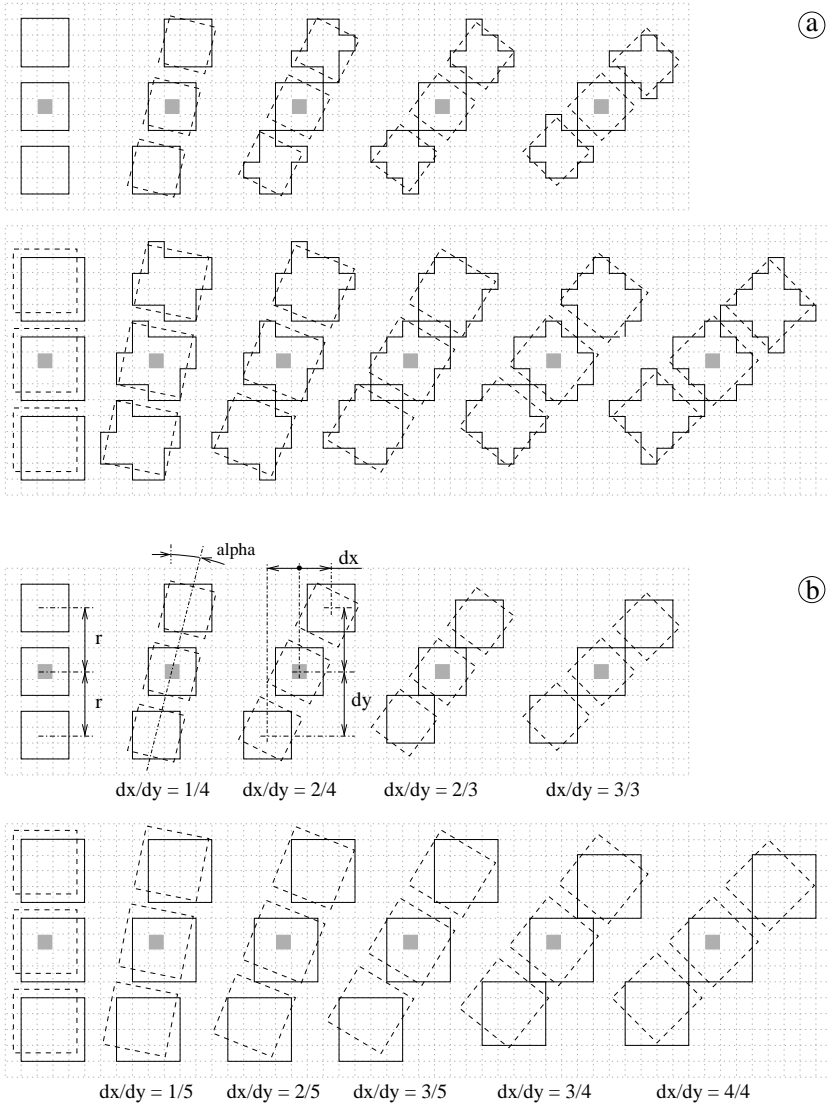 a
alpha
dx
b
r
r
dy
dx/dy = 1/4 dx/dy = 2/4 dx/dy = 2/3 dx/dy = 3/3
dx/dy = 1/5 dx/dy = 2/5 dx/dy = 3/5 dx/dy = 3/4 dx/dy = 4/4